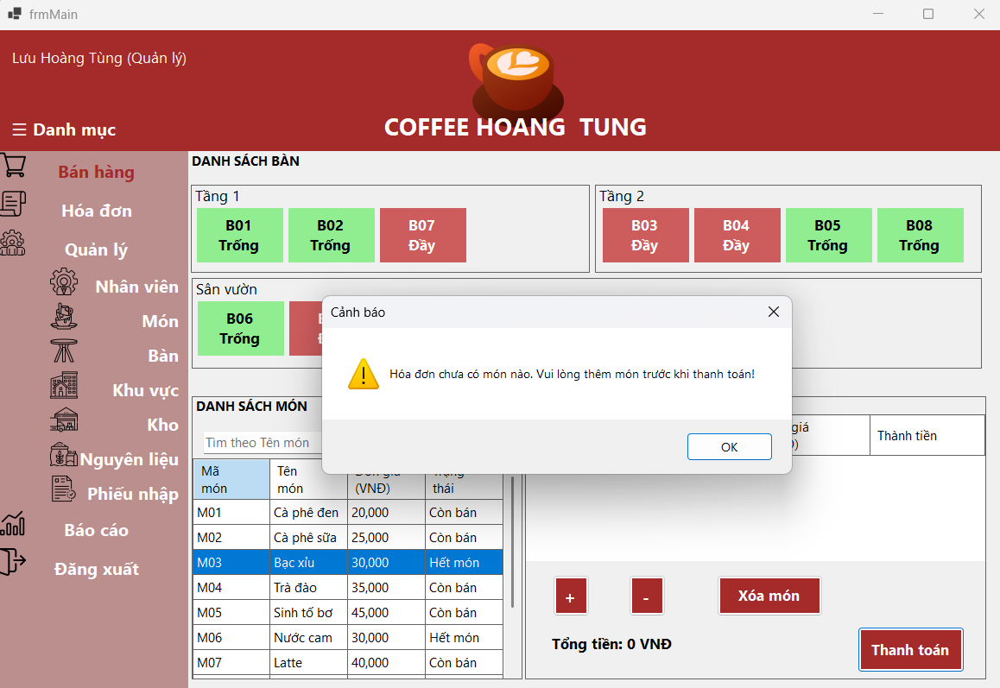 frmMain
Lưu Hoàng Tùng (Quản lý)
COFFEE HOANG TUNG
☰ Danh mục
Bán hàng
Hóa đơn
Quản lý
Nhân viên
Món
Bàn
Khu vực
Kho
Nguyên liệu
Phiếu nhập
Báo cáo
Đăng xuất
DANH SÁCH BÀN
Tầng 1
B01 B02 B07
Trống Trống Đầy
Tầng 2
B03 B04 B05 B08
Đầy Đầy Trống Trống
Sân vườn
B06
Trống
Cảnh báo
Hóa đơn chưa có món nào. Vui lòng thêm món trước khi thanh toán!
OK
DANH SÁCH MÓN
Tìm theo Tên món
Mã món Tên món Đơn giá (VNĐ) Trạng thái
M01 Cà phê đen 20,000 Còn bán
M02 Cà phê sữa 25,000 Còn bán
M03 Bạc xỉu 30,000 Hết món
M04 Trà đào 35,000 Còn bán
M05 Sinh tố bơ 45,000 Còn bán
M06 Nước cam 30,000 Hết món
M07 Latte 40,000 Còn bán
giá Thành tiền
+ - Xóa món
Tổng tiền: 0 VNĐ
Thanh toán